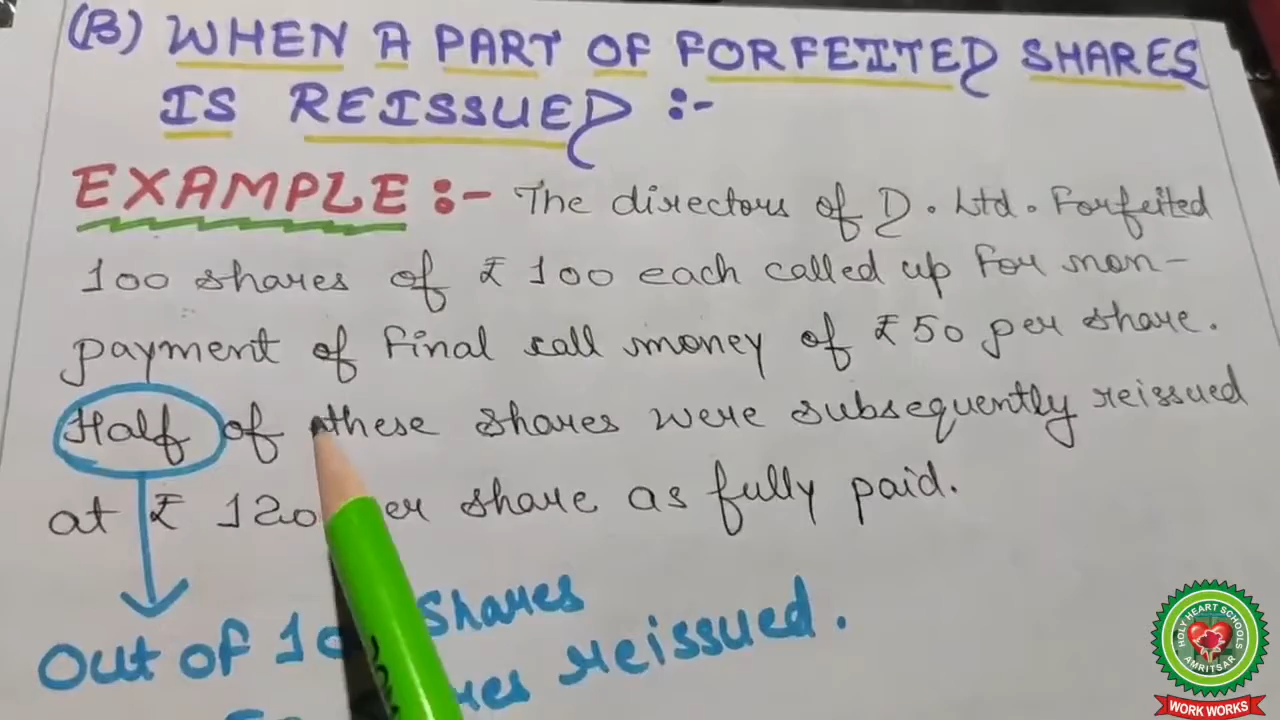 (B) WHEN A PART OF FORFEITED SHARES
IS REISSUED :-
EXAMPLE :- The directors of D. Ltd. Forfeited
100 shares of ₹ 100 each called up for non-
payment of final call money of ₹50 per share.
Half of these shares were subsequently reissued
at ₹ 120 er share as fully paid.
Out of 10 Shares
reissued.
HOLY HEART SCHOOLS
AMRITSAR
WORK WORKS